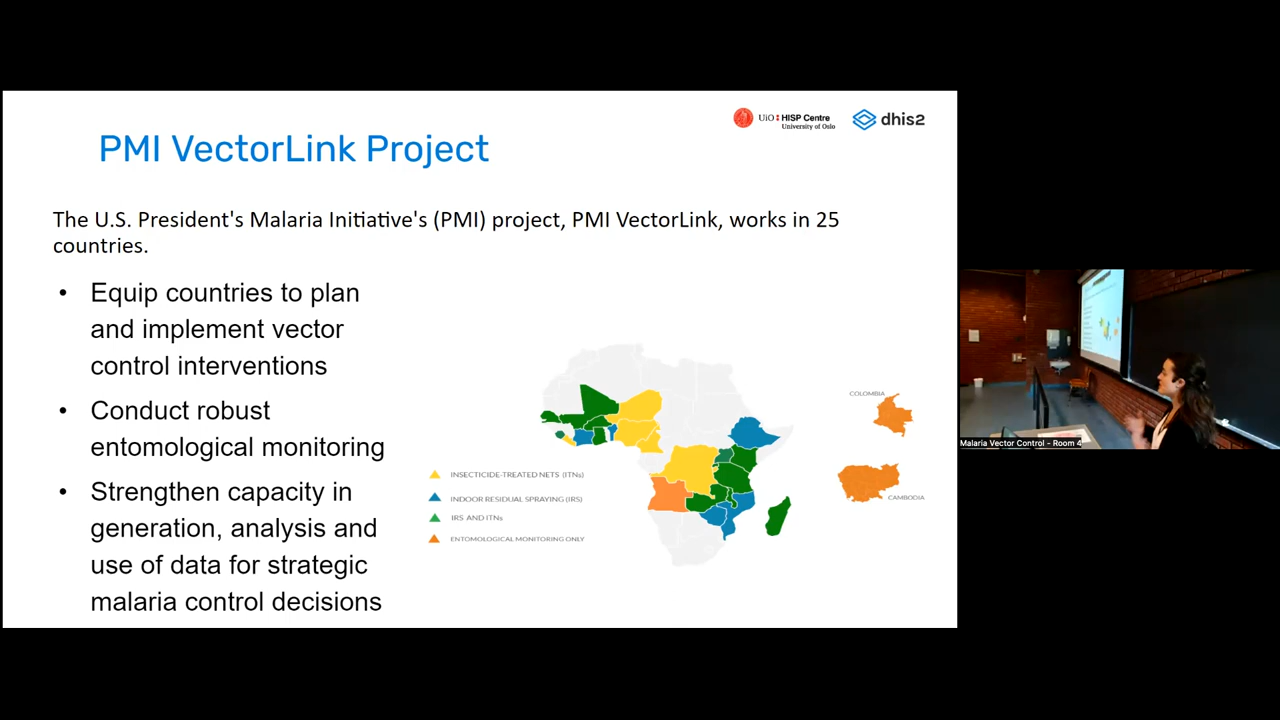 UiO HISP Centre
University of Oslo
dhis2
PMI VectorLink Project
The U.S. President's Malaria Initiative's (PMI) project, PMI VectorLink, works in 25
countries.
• Equip countries to plan
and implement vector
control interventions
• Conduct robust
entomological monitoring
• Strengthen capacity in
generation, analysis and
use of data for strategic
malaria control decisions
INSECTICIDE-TREATED NETS (ITNs)
INDOOR RESIDUAL SPRAYING (IRS)
IRS AND ITNs
ENTOMOLOGICAL MONITORING ONLY
COLOMBIA
CAMBODIA
Malaria Vector Control - Room 4